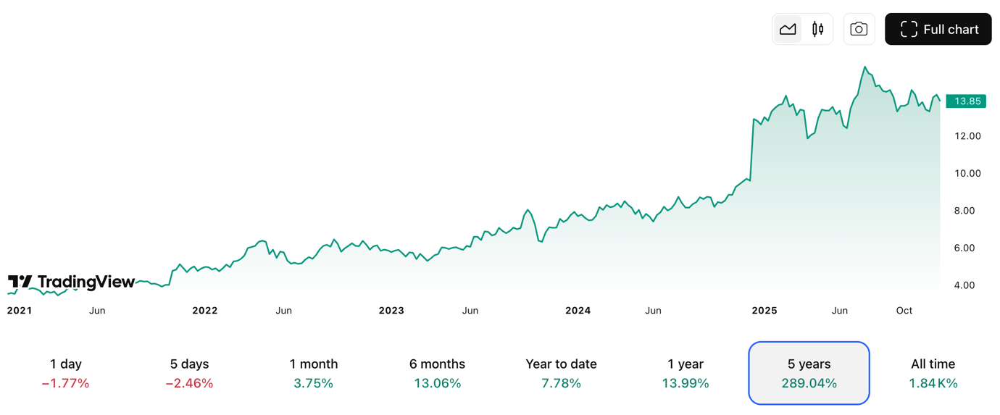 Full chart
13.85
12.00
10.00
8.00
6.00
4.00
TradingView
2021 Jun 2022 Jun 2023 Jun 2024 Jun 2025 Jun Oct
1 day 5 days 1 month 6 months Year to date 1 year 5 years All time
−1.77% −2.46% 3.75% 13.06% 7.78% 13.99% 289.04% 1.84K%